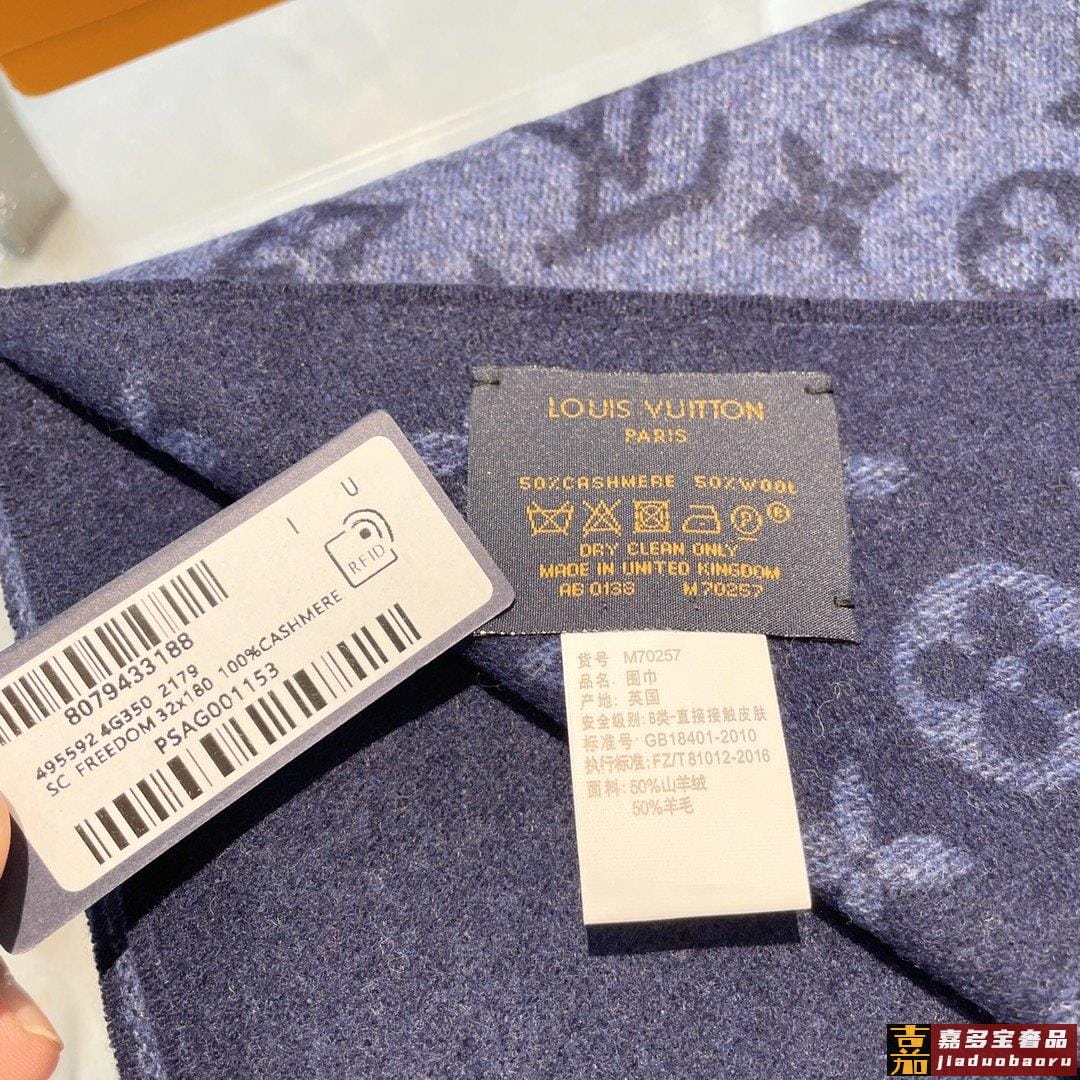 LOUIS VUITTON
PARIS
50%CASHMERE 50%WOOL
P R
DRY CLEAN ONLY
MADE IN UNITED KINGDOM
AB 0138 M70257
U
I
RFID
8079433188
495592 4G350 2179
SC FREEDOM 32x180 100%CASHMERE
PSAG001153
货号 M70257
品名: 围巾
产地: 英国
安全级别: B类-直接接触皮肤
标准号: GB18401-2010
执行标准: FZ/T81012-2016
面料: 50%山羊绒
50%羊毛
嘉多宝奢品
jiaduobaoru